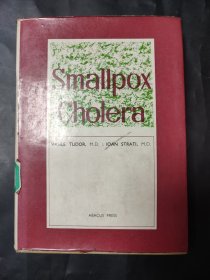 Smallpox
Cholera
VASILE TUDOR, M.D. : IOAN STRATI, M.D.
ABACUS PRESS